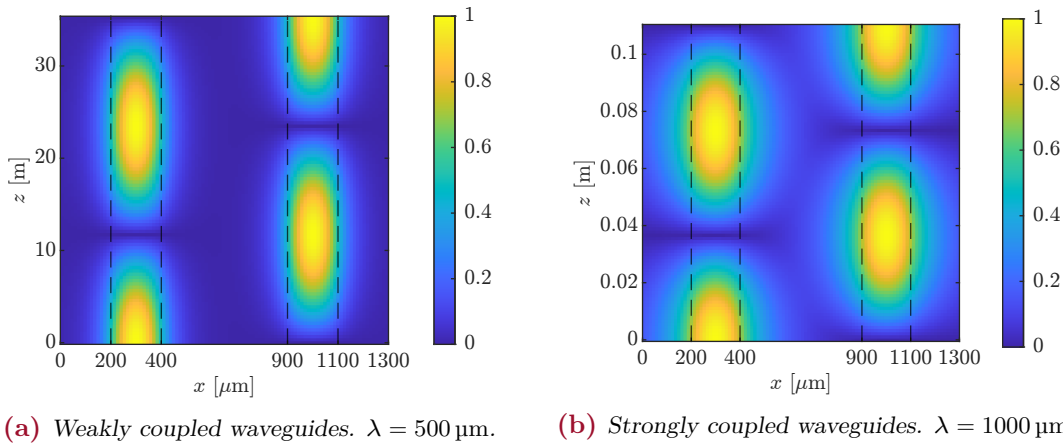 1
0.8
0.6
0.4
0.2
0
30
20
10
0
z [m]
0 200 400 900 1100 1300
x [μm]
(a) Weakly coupled waveguides. λ = 500 μm.
1
0.8
0.6
0.4
0.2
0
0.1
0.08
0.06
0.04
0.02
0
z [m]
0 200 400 900 1100 1300
x [μm]
(b) Strongly coupled waveguides. λ = 1000 μm